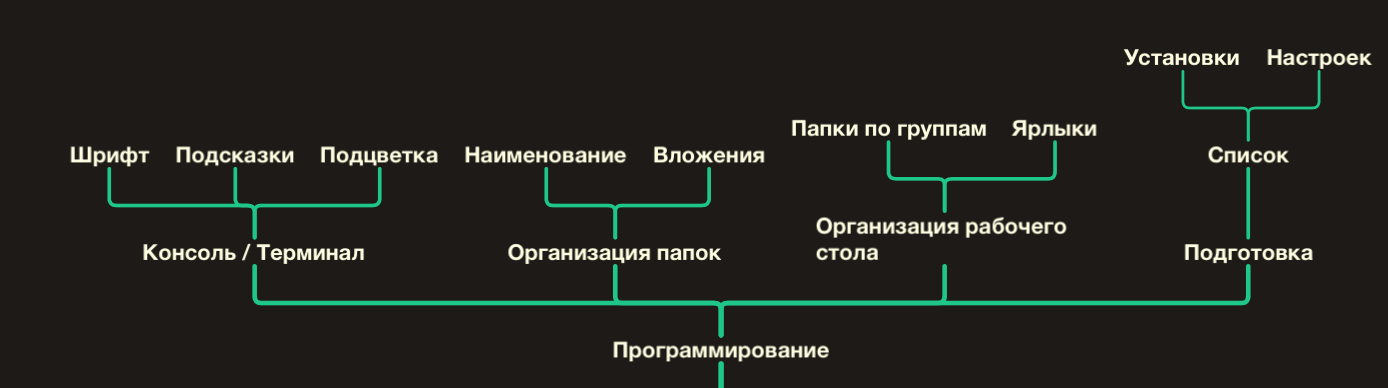 Установки Настроек
Папки по группам Ярлыки
Шрифт Подсказки Подцветка Наименование Вложения Список
Организация рабочего
стола
Консоль / Терминал Организация папок Подготовка
Программирование